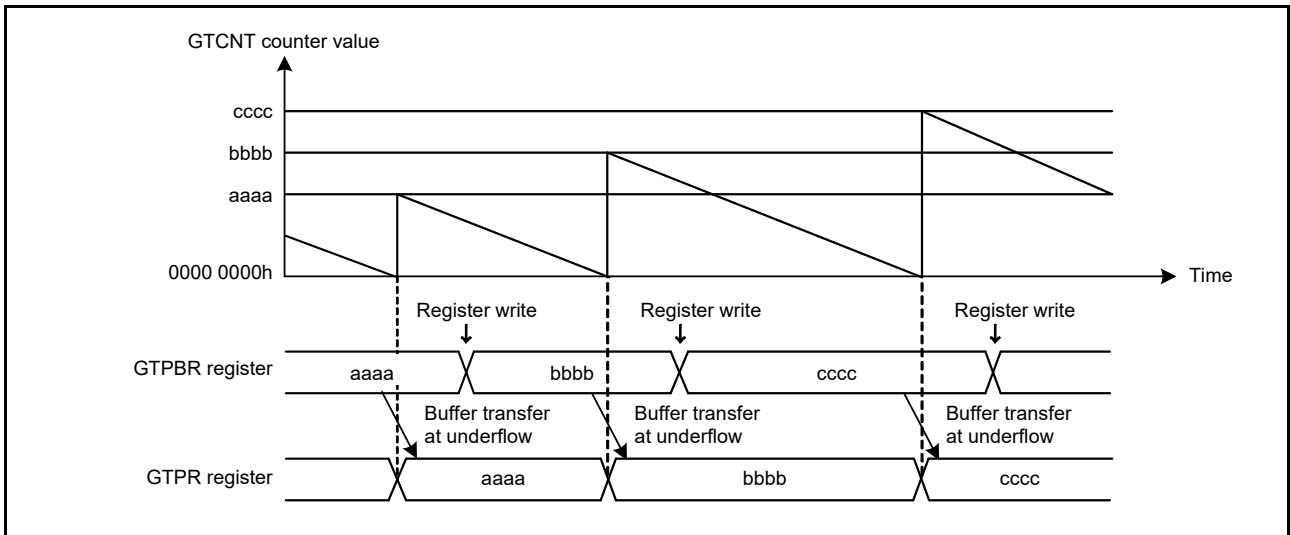 GTCNT counter value
cccc
bbbb
aaaa
0000 0000h
Time
Register write
Register write
Register write
GTPBR register
aaaa
bbbb
cccc
Buffer transfer
at underflow
Buffer transfer
at underflow
Buffer transfer
at underflow
GTPR register
aaaa
bbbb
cccc